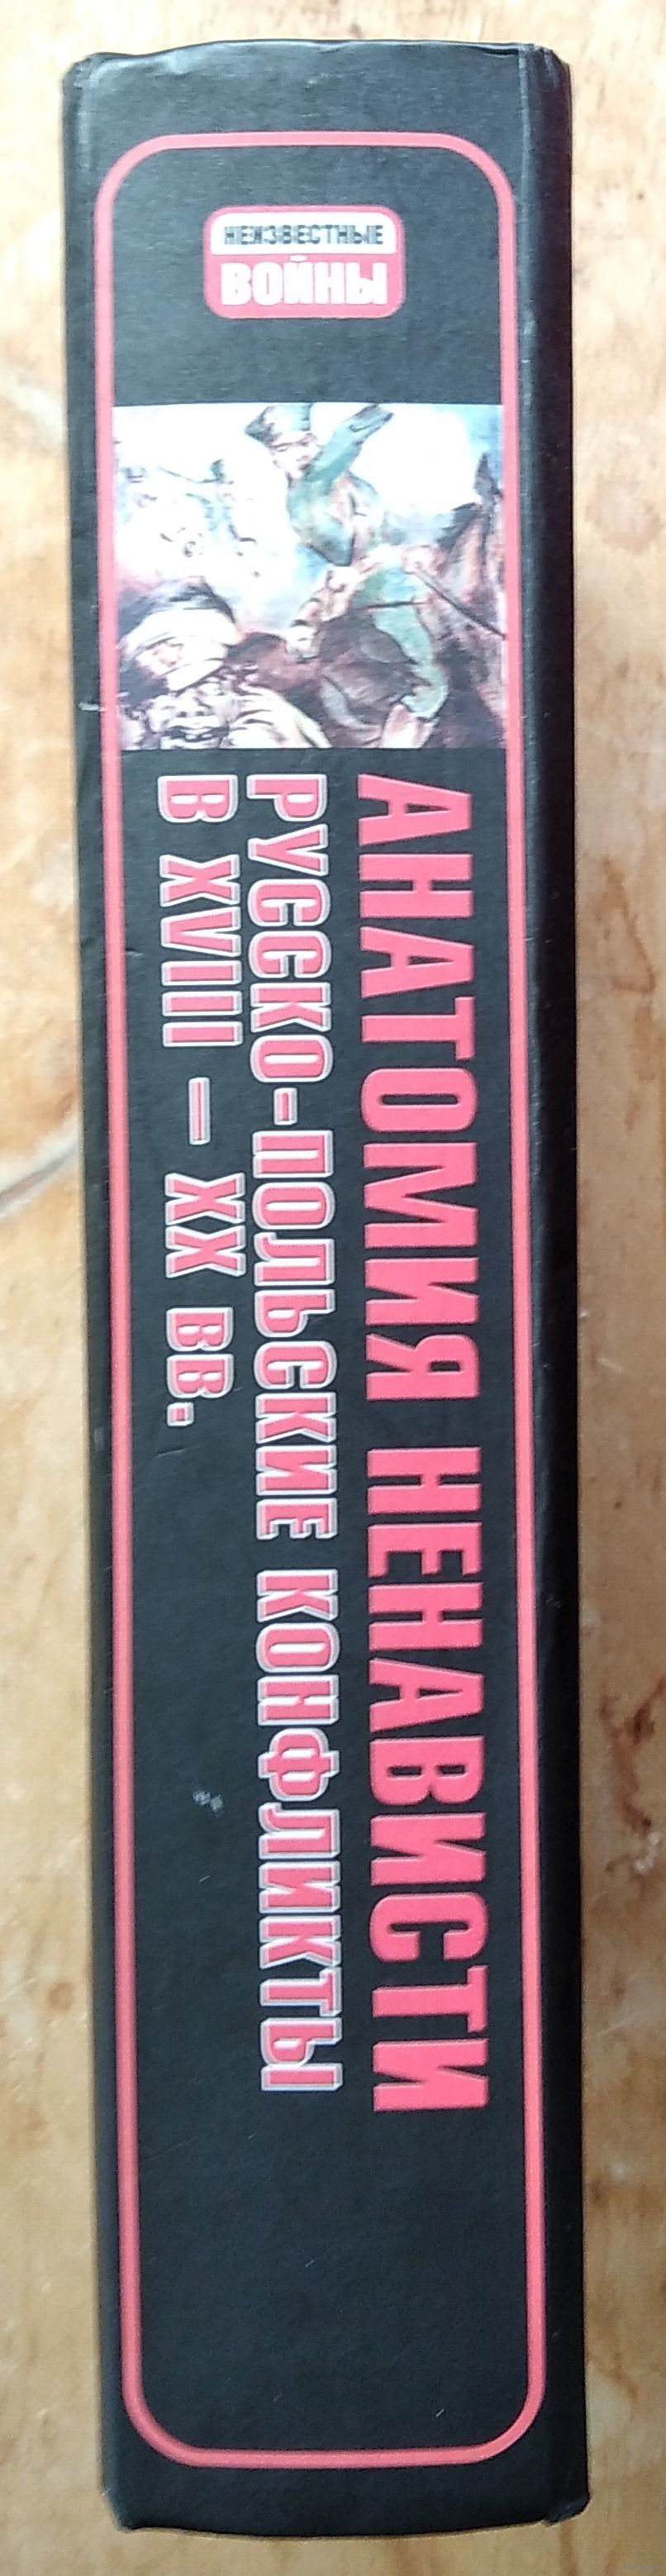 НЕИЗВЕСТНЫЕ
ВОЙНЫ
АНАТОМИЯ НЕНАВИСТИ
РУССКО-ПОЛЬСКИЕ КОНФЛИКТЫ
В XVIII – XX ВВ.